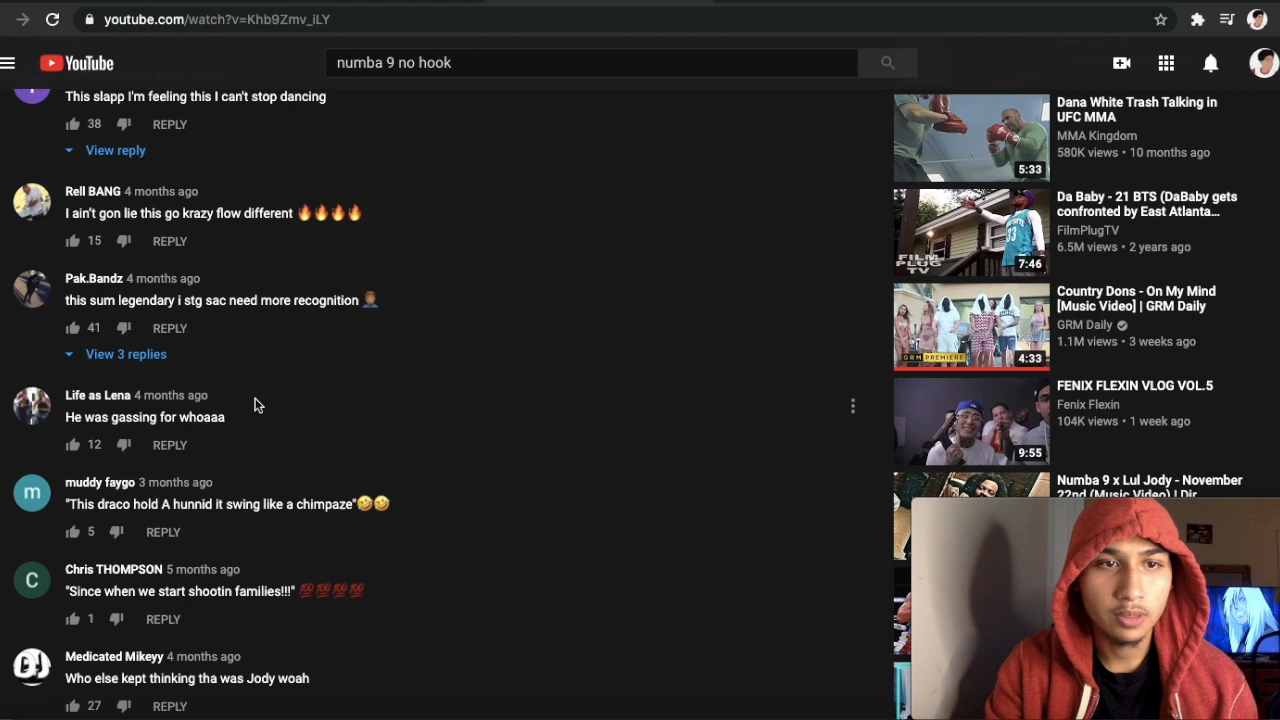 youtube.com/watch?v=Khb9Zmv_iLY
YouTube
numba 9 no hook
This slapp I'm feeling this I can't stop dancing
38 REPLY
View reply
Rell BANG 4 months ago
I ain't gon lie this go krazy flow different 🔥🔥🔥🔥
15 REPLY
Pak.Bandz 4 months ago
this sum legendary i stg sac need more recognition 🤦🏾‍♂️
41 REPLY
View 3 replies
Life as Lena 4 months ago
He was gassing for whoaaa
12 REPLY
m
muddy faygo 3 months ago
"This draco hold A hunnid it swing like a chimpaze"🤣🤣
5 REPLY
C
Chris THOMPSON 5 months ago
"Since when we start shootin families!!!" 💯💯💯💯
1 REPLY
DJ
Medicated Mikeyy 4 months ago
Who else kept thinking tha was Jody woah
27 REPLY
5:33
Dana White Trash Talking in
UFC MMA
MMA Kingdom
580K views • 10 months ago
33
FILM
PLUG
TV
7:46
Da Baby - 21 BTS (DaBaby gets
confronted by East Atlanta...
FilmPlugTV
6.5M views • 2 years ago
GRM PREMIERE
4:33
Country Dons - On My Mind
[Music Video] | GRM Daily
GRM Daily
1.1M views • 3 weeks ago
9:55
FENIX FLEXIN VLOG VOL.5
Fenix Flexin
104K views • 1 week ago
Numba 9 x Lul Jody - November
22nd (Music Video) | Dir.